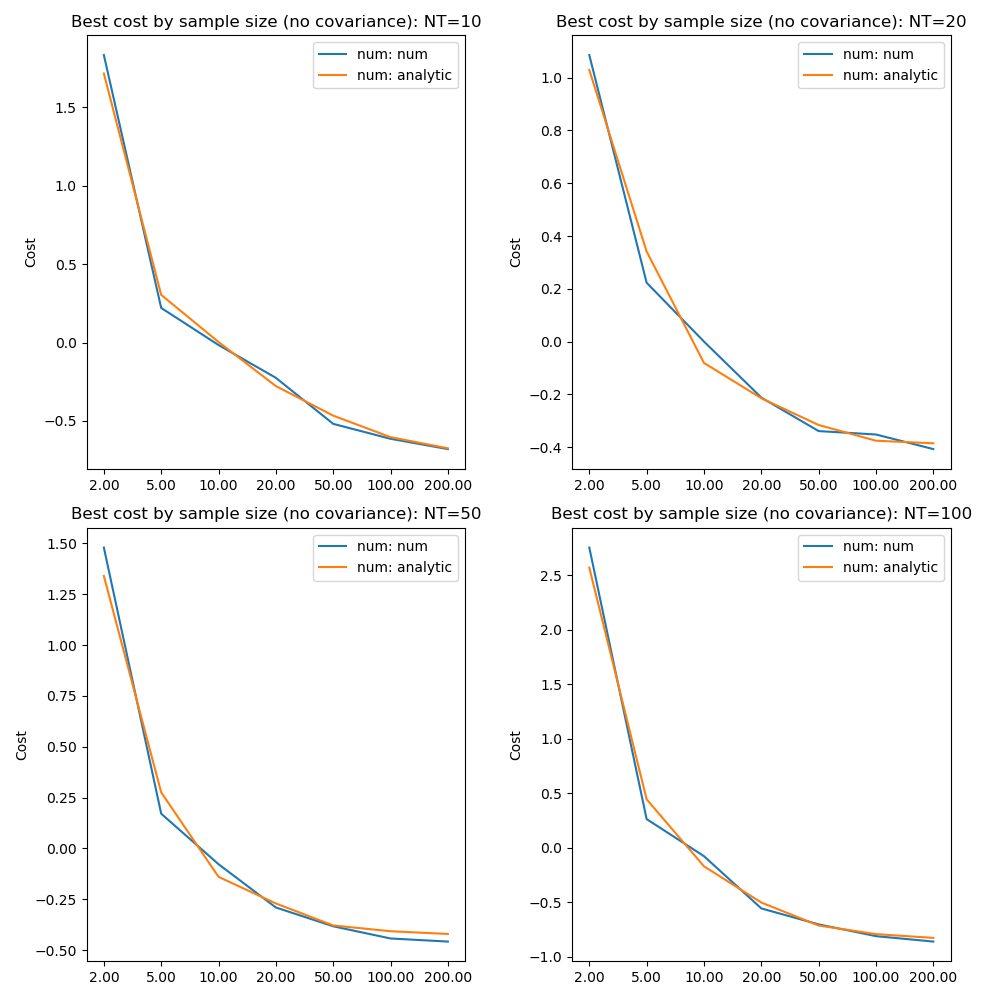 Best cost by sample size (no covariance): NT=10
num: num
num: analytic
1.5
1.0
0.5
0.0
−0.5
Cost
2.00 5.00 10.00 20.00 50.00 100.00 200.00
Best cost by sample size (no covariance): NT=20
num: num
num: analytic
1.0
0.8
0.6
0.4
0.2
0.0
−0.2
−0.4
Cost
2.00 5.00 10.00 20.00 50.00 100.00 200.00
Best cost by sample size (no covariance): NT=50
num: num
num: analytic
1.50
1.25
1.00
0.75
0.50
0.25
0.00
−0.25
−0.50
Cost
2.00 5.00 10.00 20.00 50.00 100.00 200.00
Best cost by sample size (no covariance): NT=100
num: num
num: analytic
2.5
2.0
1.5
1.0
0.5
0.0
−0.5
−1.0
Cost
2.00 5.00 10.00 20.00 50.00 100.00 200.00